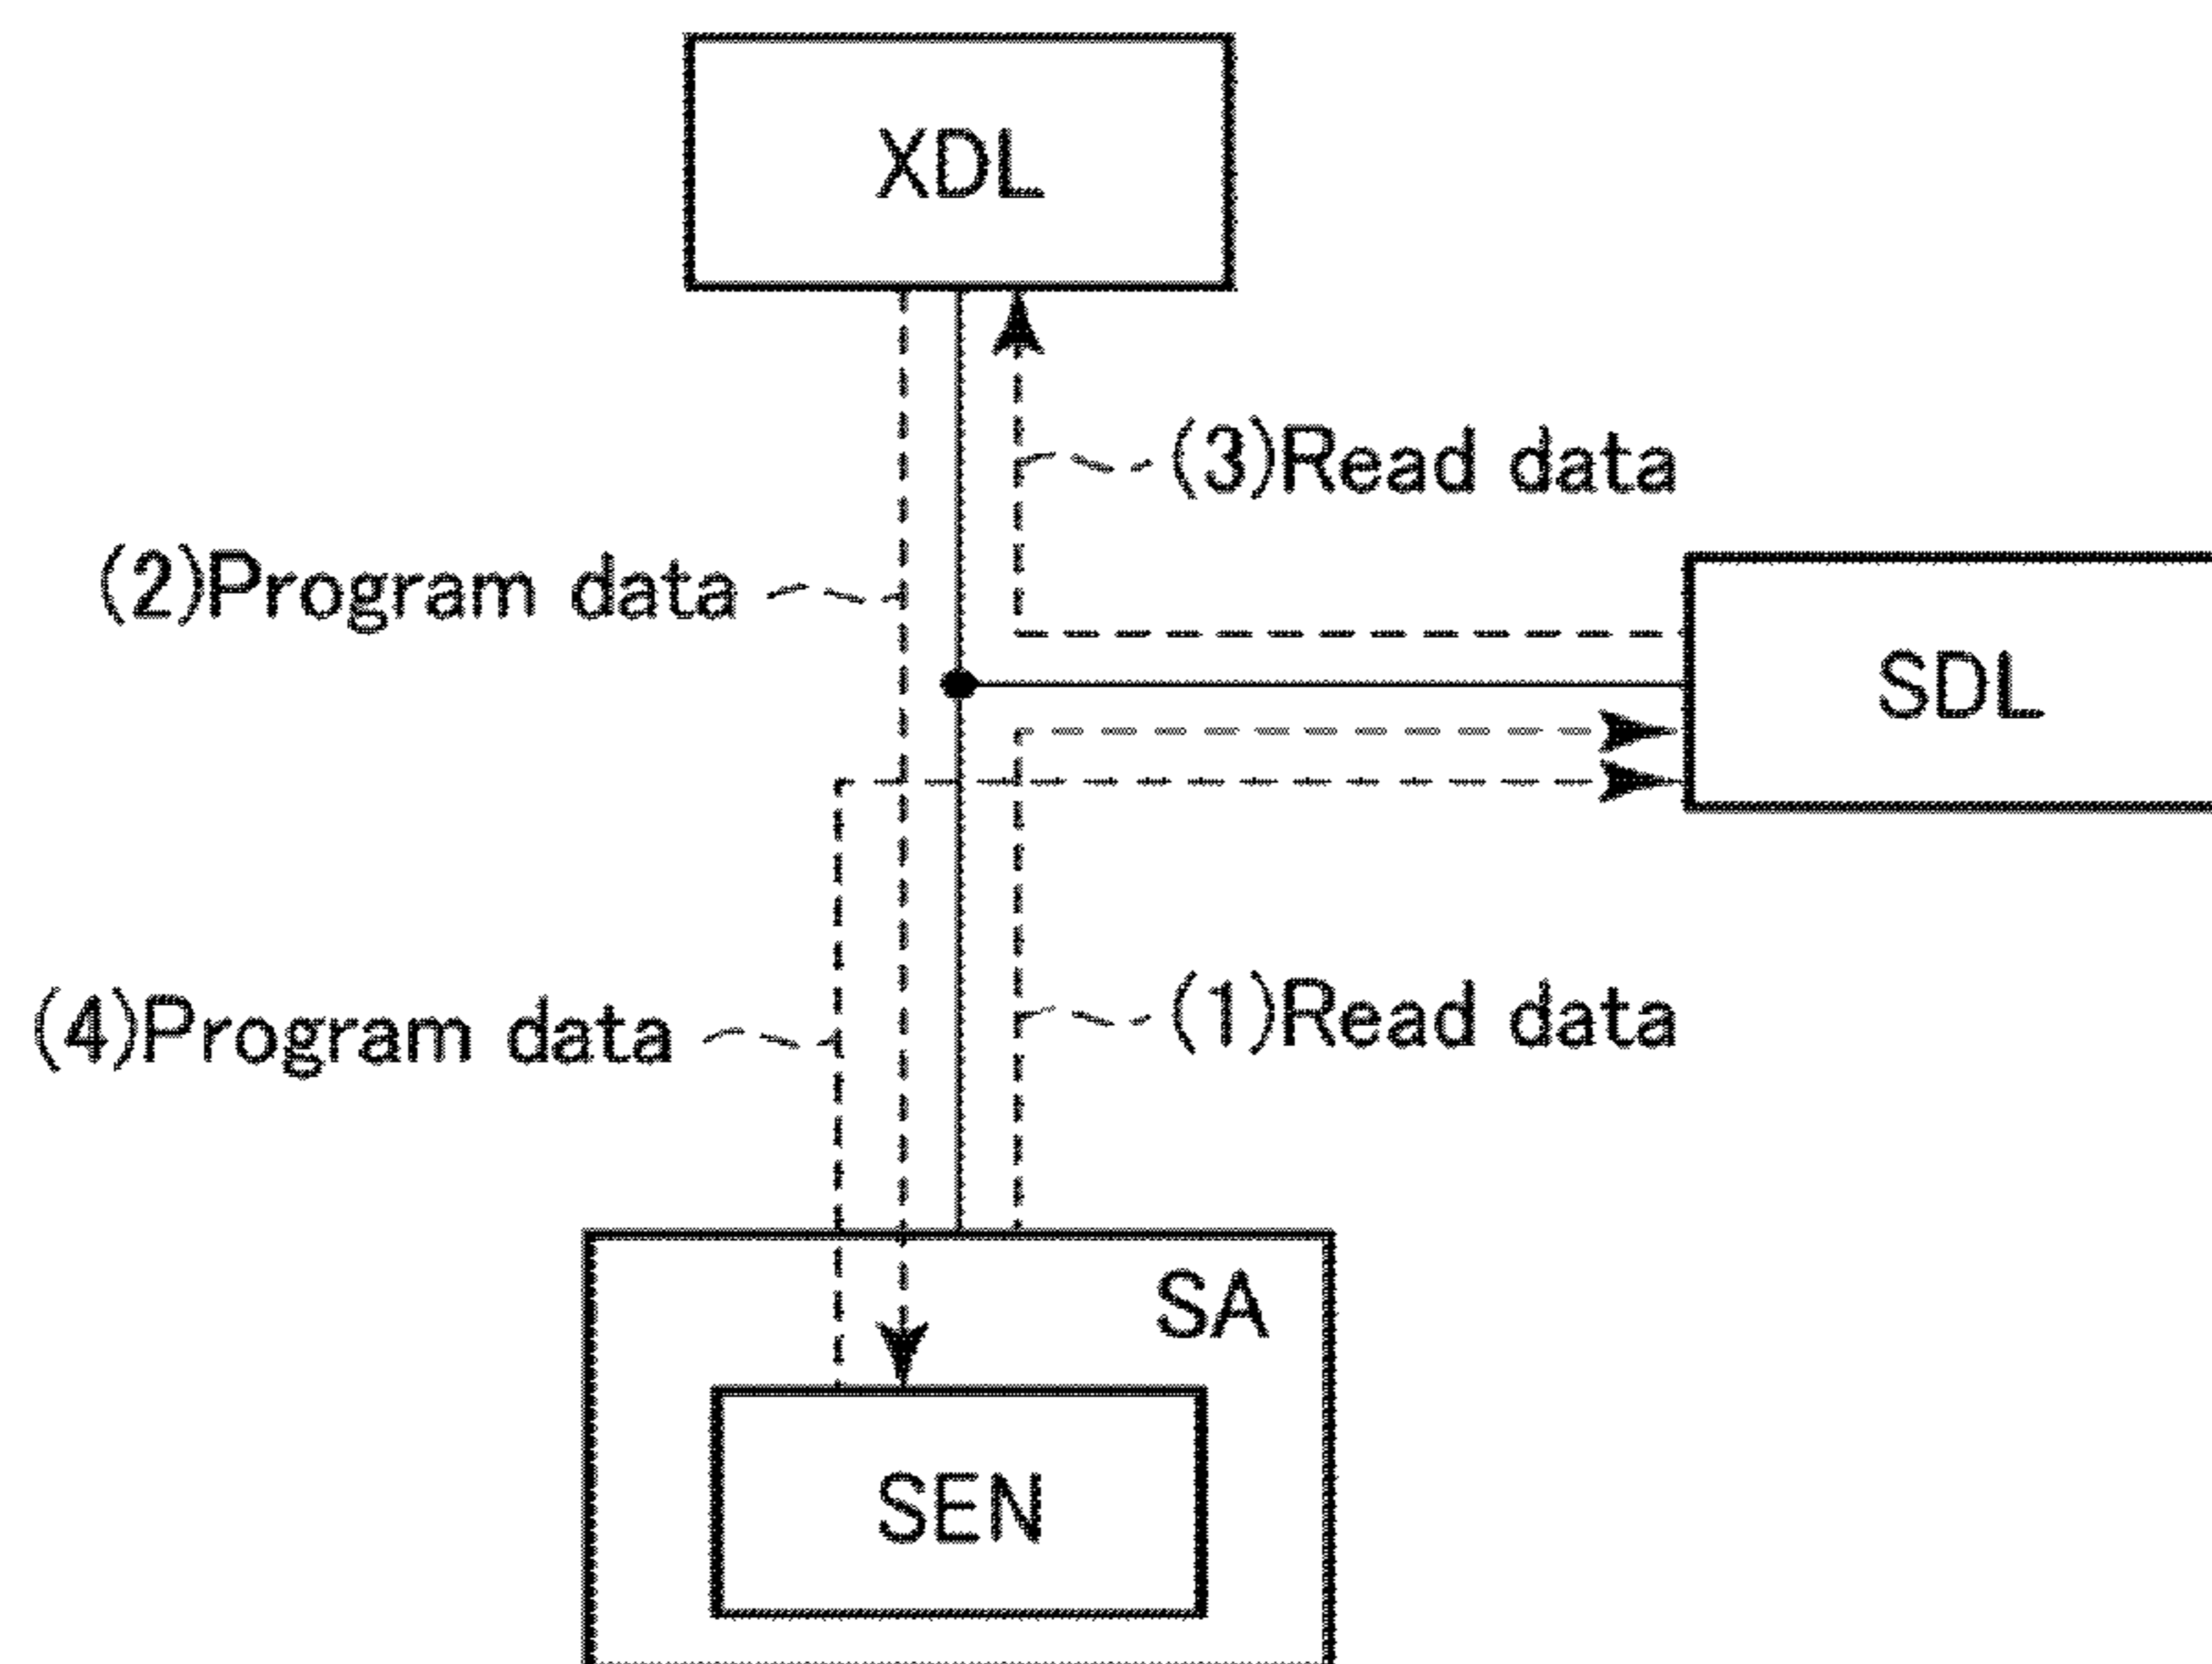 XDL
(3)Read data
(2)Program data
SDL
(4)Program data
(1)Read data
SA
SEN